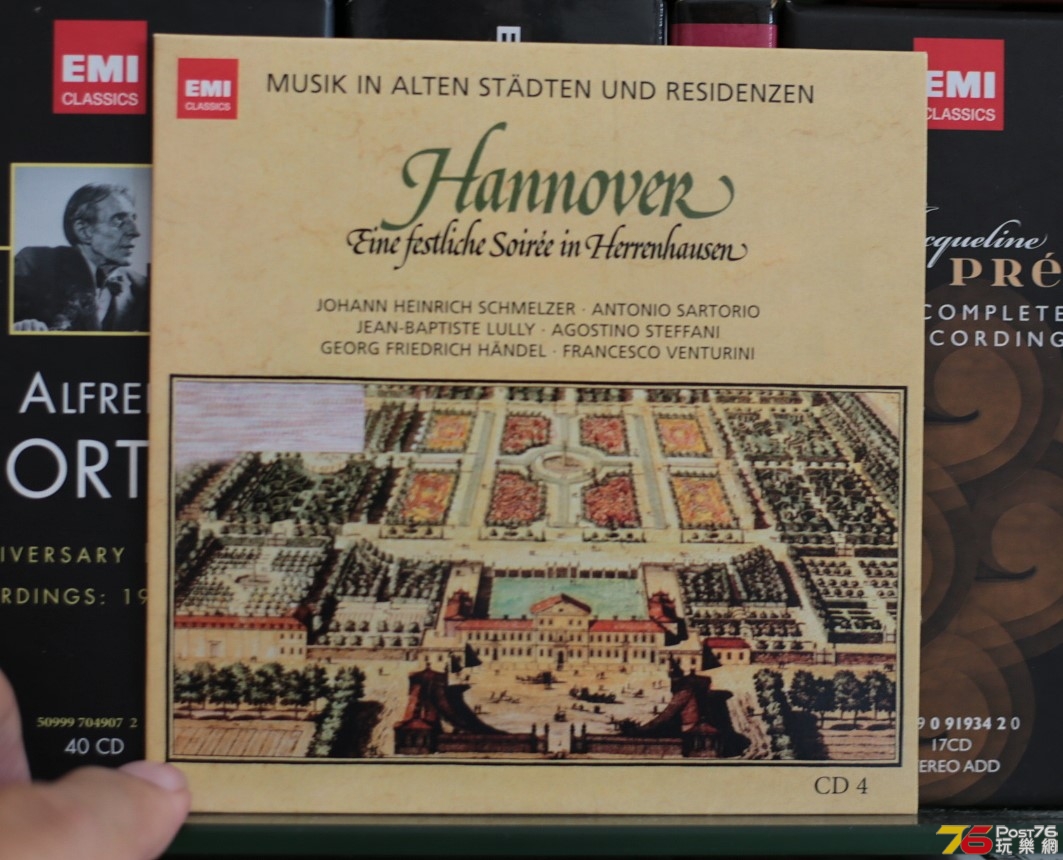 EMI
CLASSICS
ALFRE
ORT
IVERSARY
RDINGS: 19
50999 704907 2
40 CD
EMI
CLASSICS
MUSIK IN ALTEN STÄDTEN UND RESIDENZEN
Hannover
Eine festliche Soirée in Herrenhausen
JOHANN HEINRICH SCHMELZER · ANTONIO SARTORIO
JEAN-BAPTISTE LULLY · AGOSTINO STEFFANI
GEORG FRIEDRICH HÄNDEL · FRANCESCO VENTURINI
CD 4
EMI
CLASSICS
cqueline
PRÉ
COMPLETE
CORDING
9 0 91934 2 0
17CD
EREO ADD
76 Post76
玩樂網